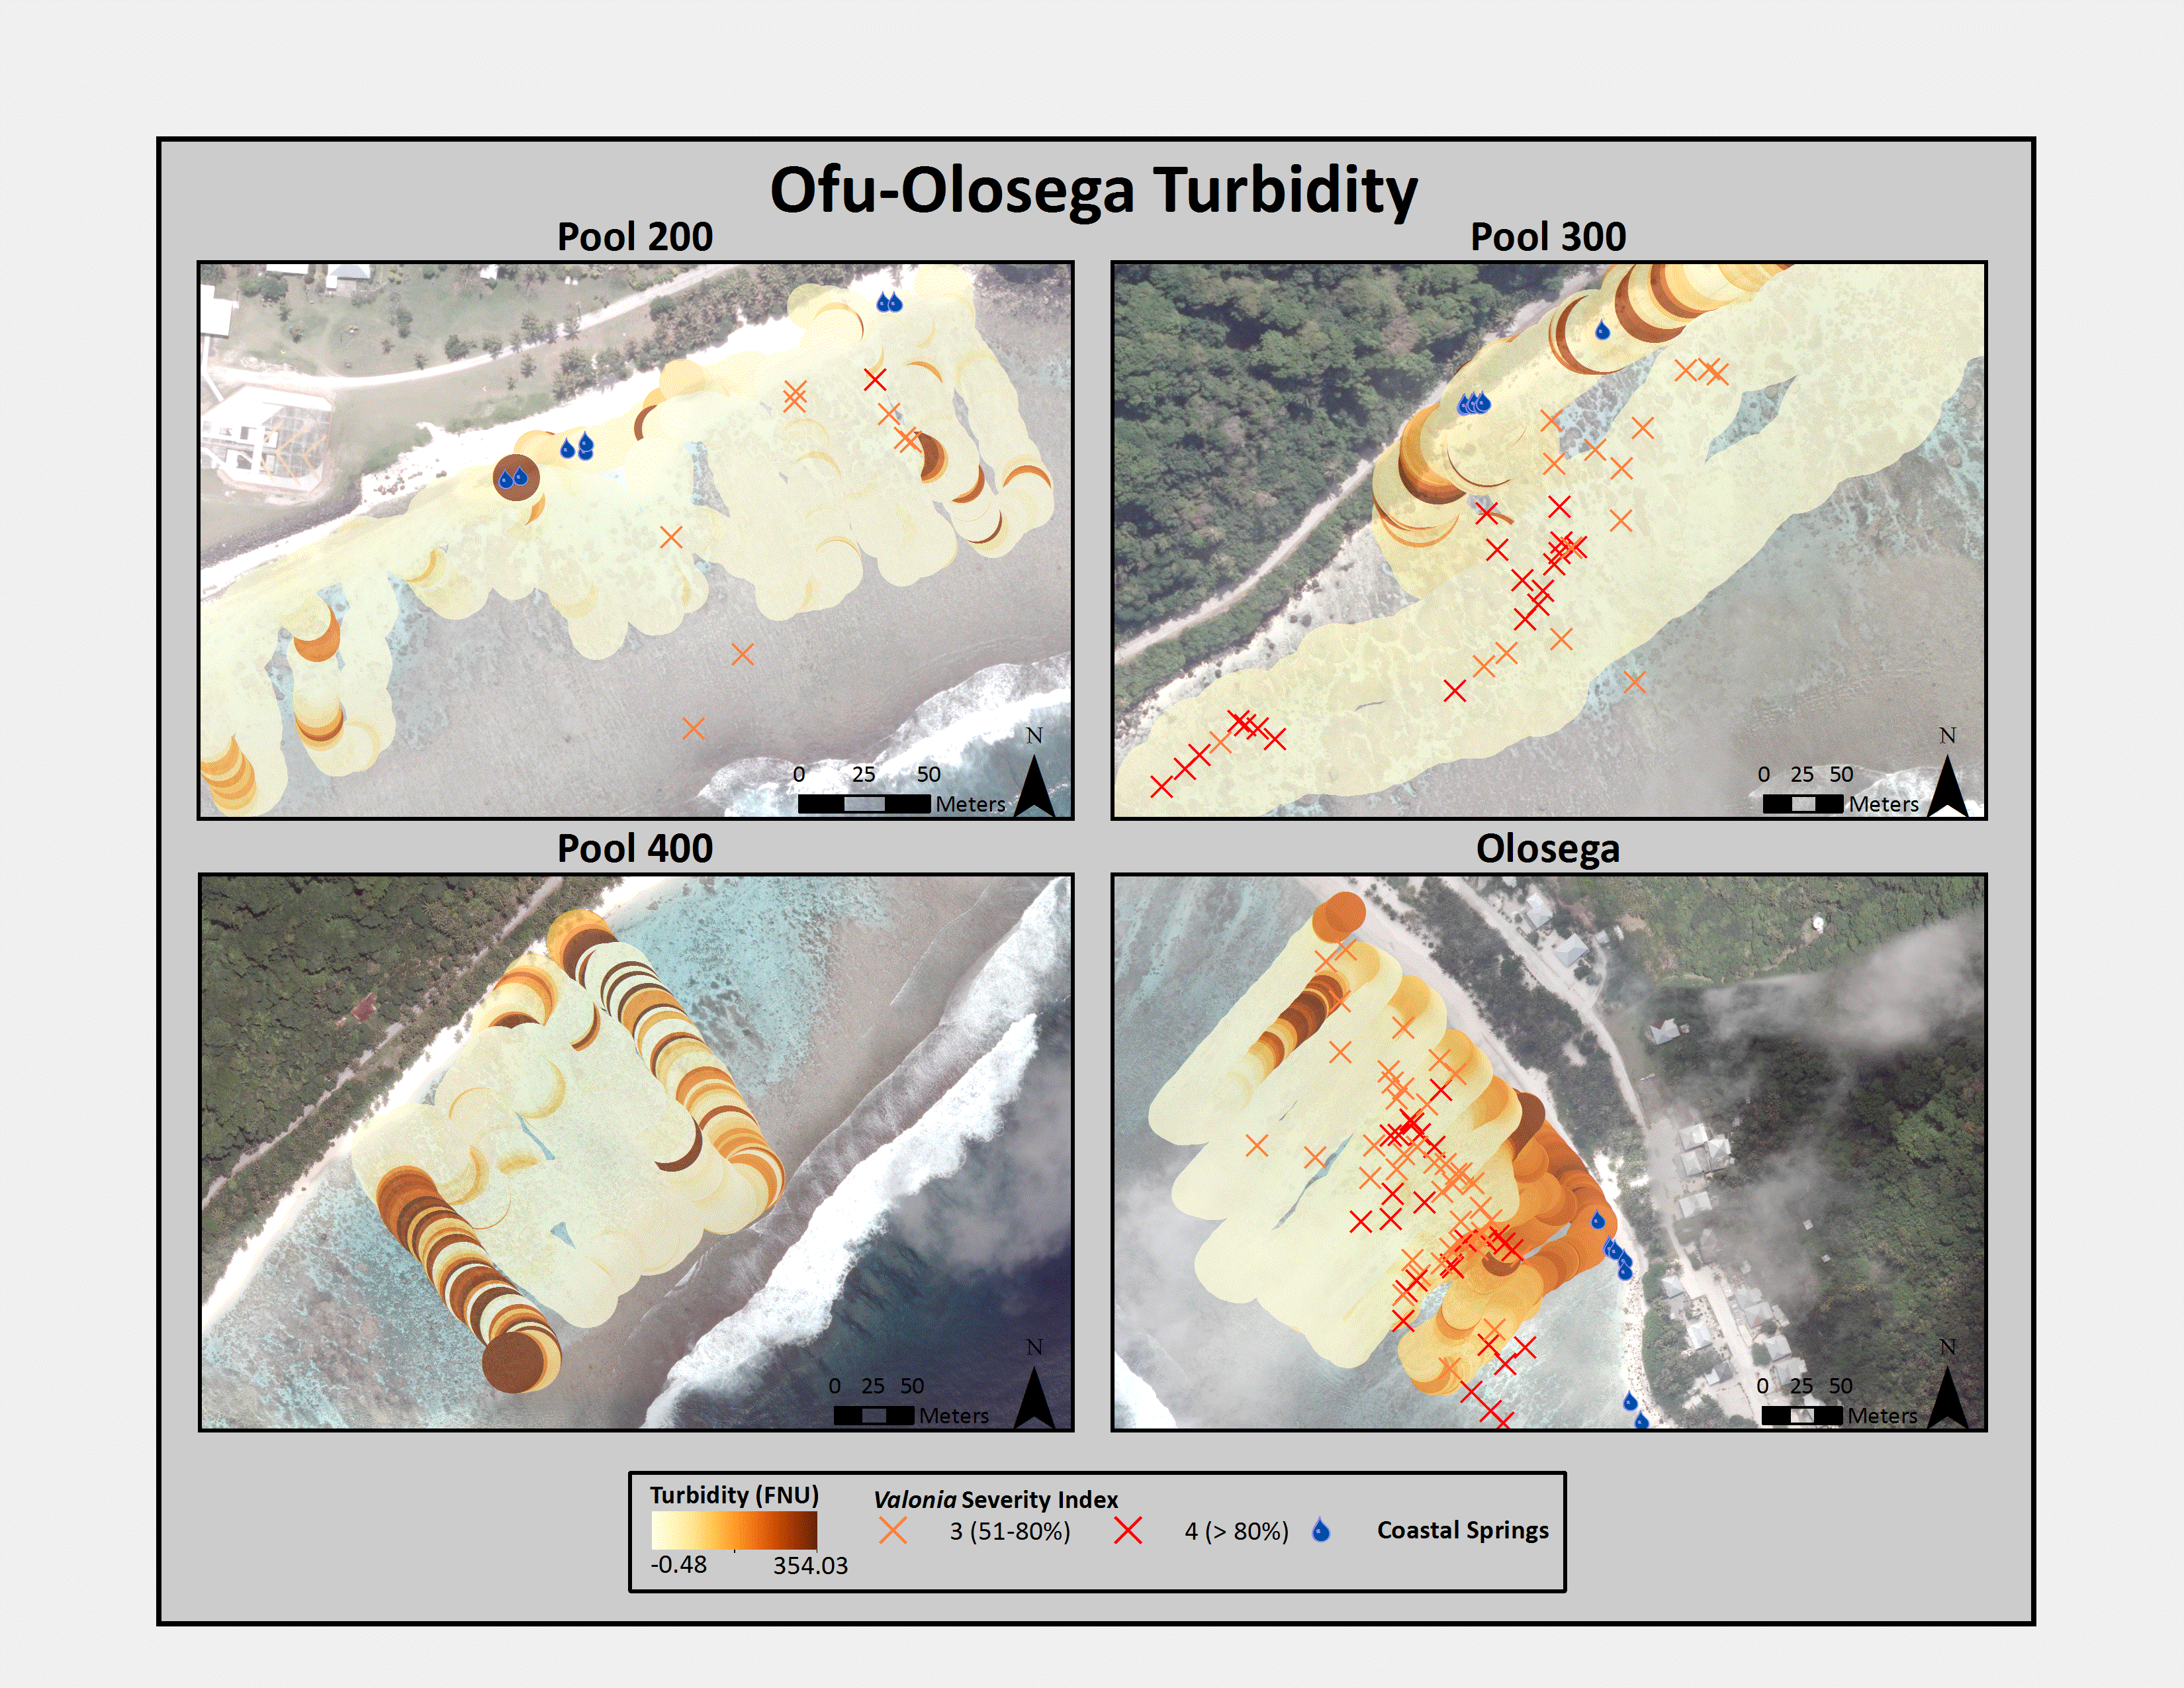 Ofu-Olosega Turbidity
Pool 200
Pool 300
N
0 25 50
Meters
N
0 25 50
Meters
Pool 400
Olosega
N
0 25 50
Meters
N
0 25 50
Meters
Turbidity (FNU)
-0.48 354.03
Valonia Severity Index
3 (51-80%) 4 (> 80%) Coastal Springs